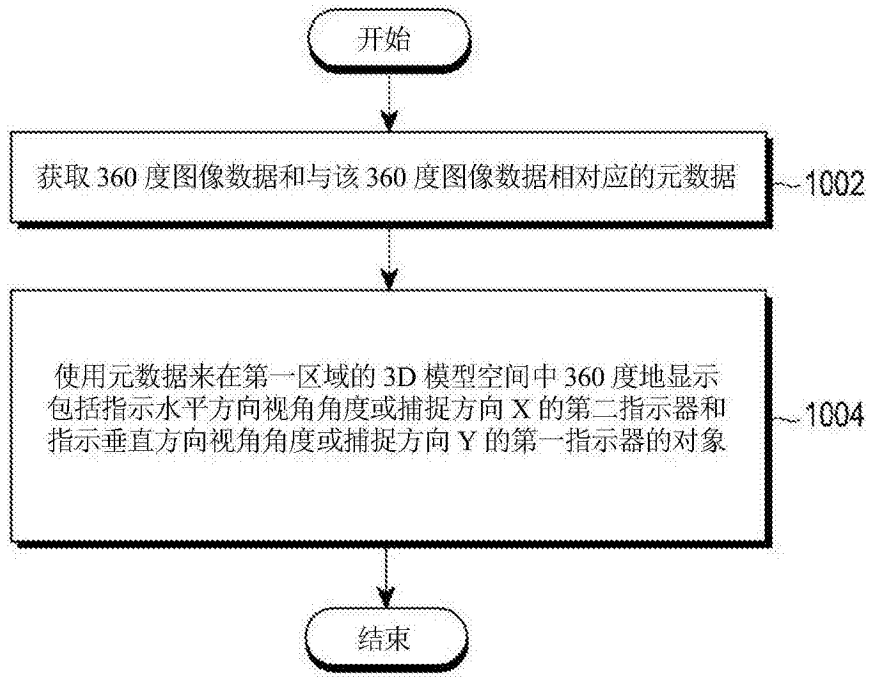 开始
获取 360 度图像数据和与该 360 度图像数据相对应的元数据
1002
使用元数据来在第一区域的 3D 模型空间中 360 度地显示
包括指示水平方向视角角度或捕捉方向 X 的第二指示器和
指示垂直方向视角角度或捕捉方向 Y 的第一指示器的对象
1004
结束